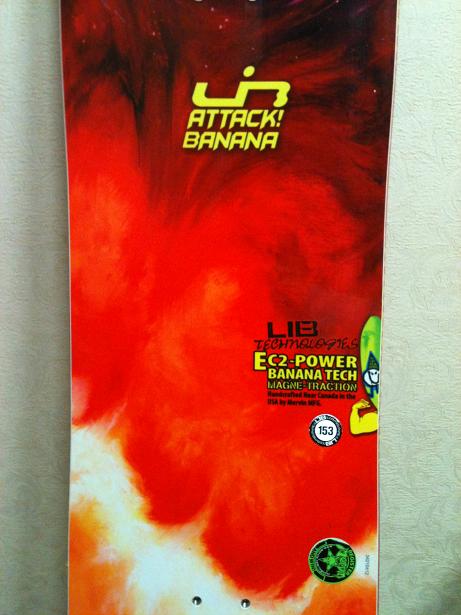 LIB
ATTACK!
BANANA
LIB
TECHNOLOGIES
EC2-POWER
BANANA TECH
MAGNE-TRACTION
Handcrafted Near Canada in the
USA by Mervin MFG.
153